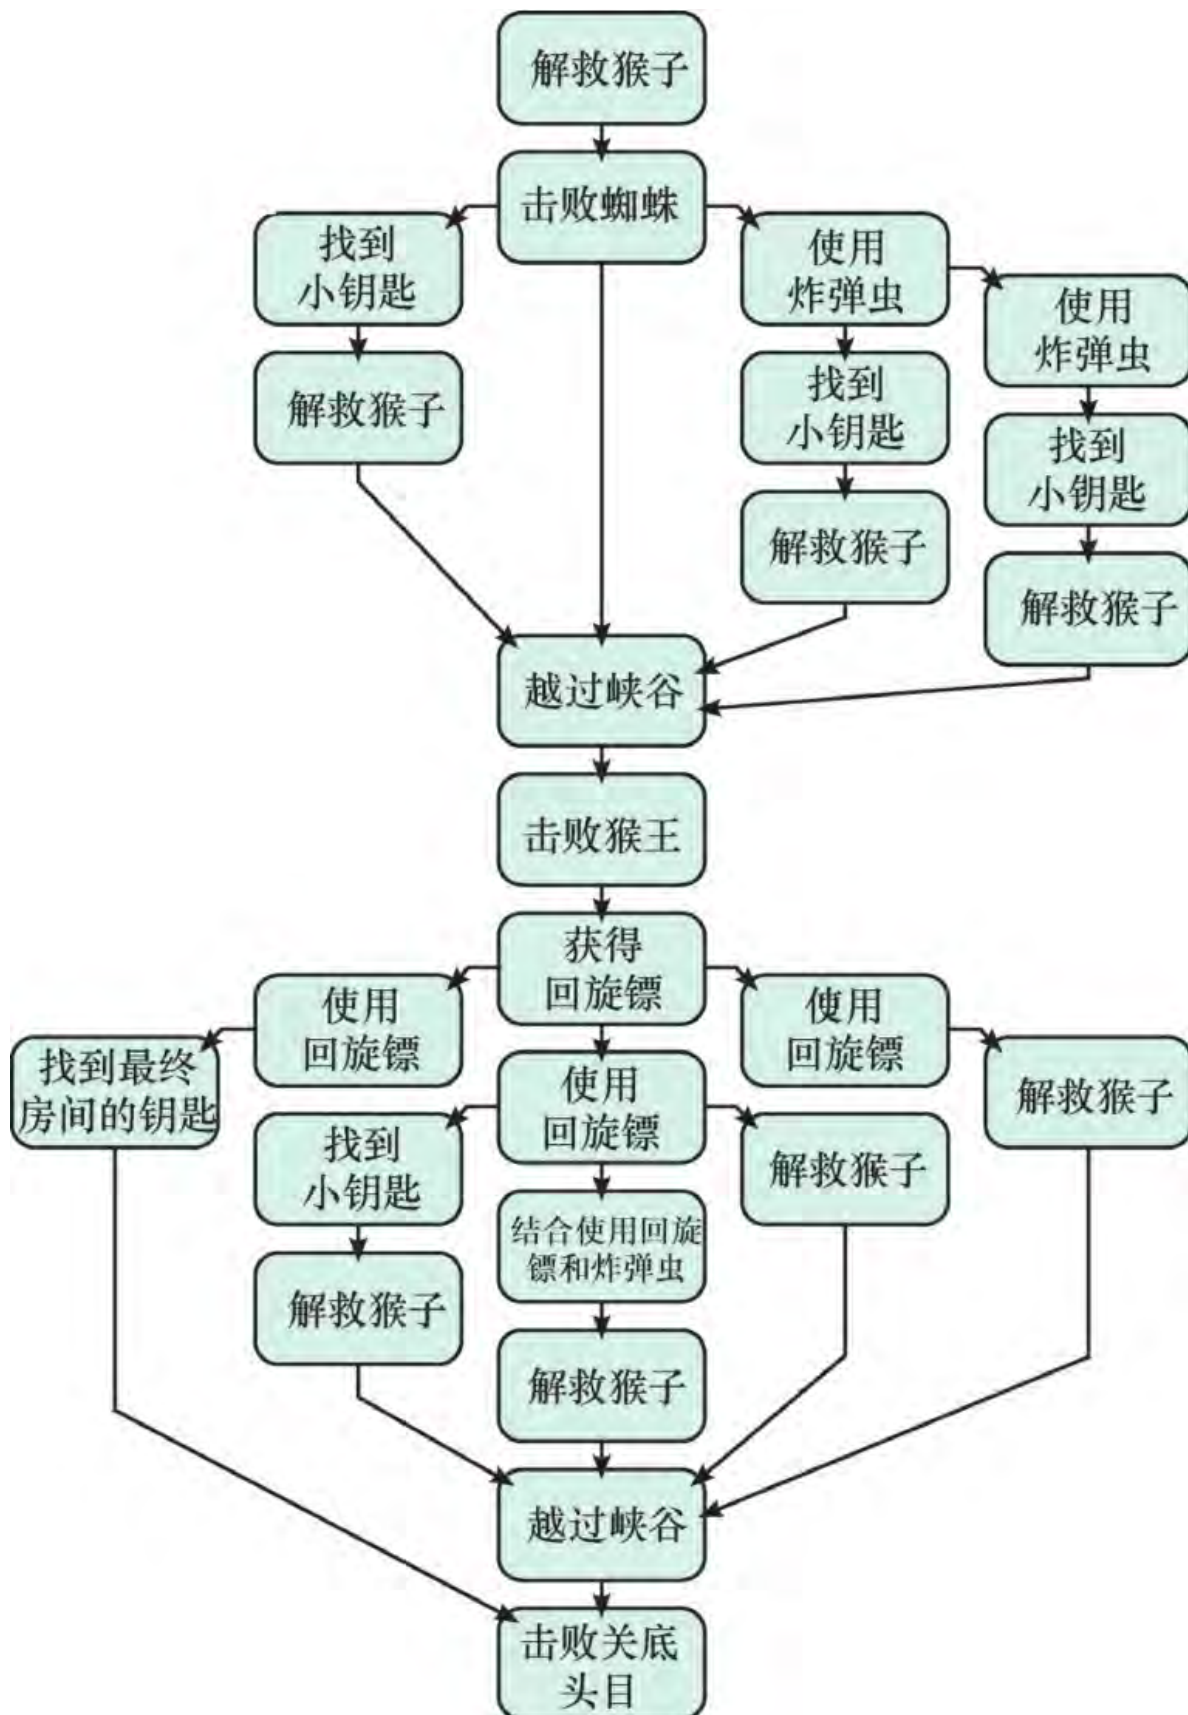 解救猴子
击败蜘蛛
找到
小钥匙
使用
炸弹虫
使用
炸弹虫
解救猴子
找到
小钥匙
找到
小钥匙
解救猴子
解救猴子
越过峡谷
击败猴王
获得
回旋镖
使用
回旋镖
使用
回旋镖
找到最终
房间的钥匙
使用
回旋镖
解救猴子
找到
小钥匙
解救猴子
结合使用回旋
镖和炸弹虫
解救猴子
解救猴子
越过峡谷
击败关底
头目